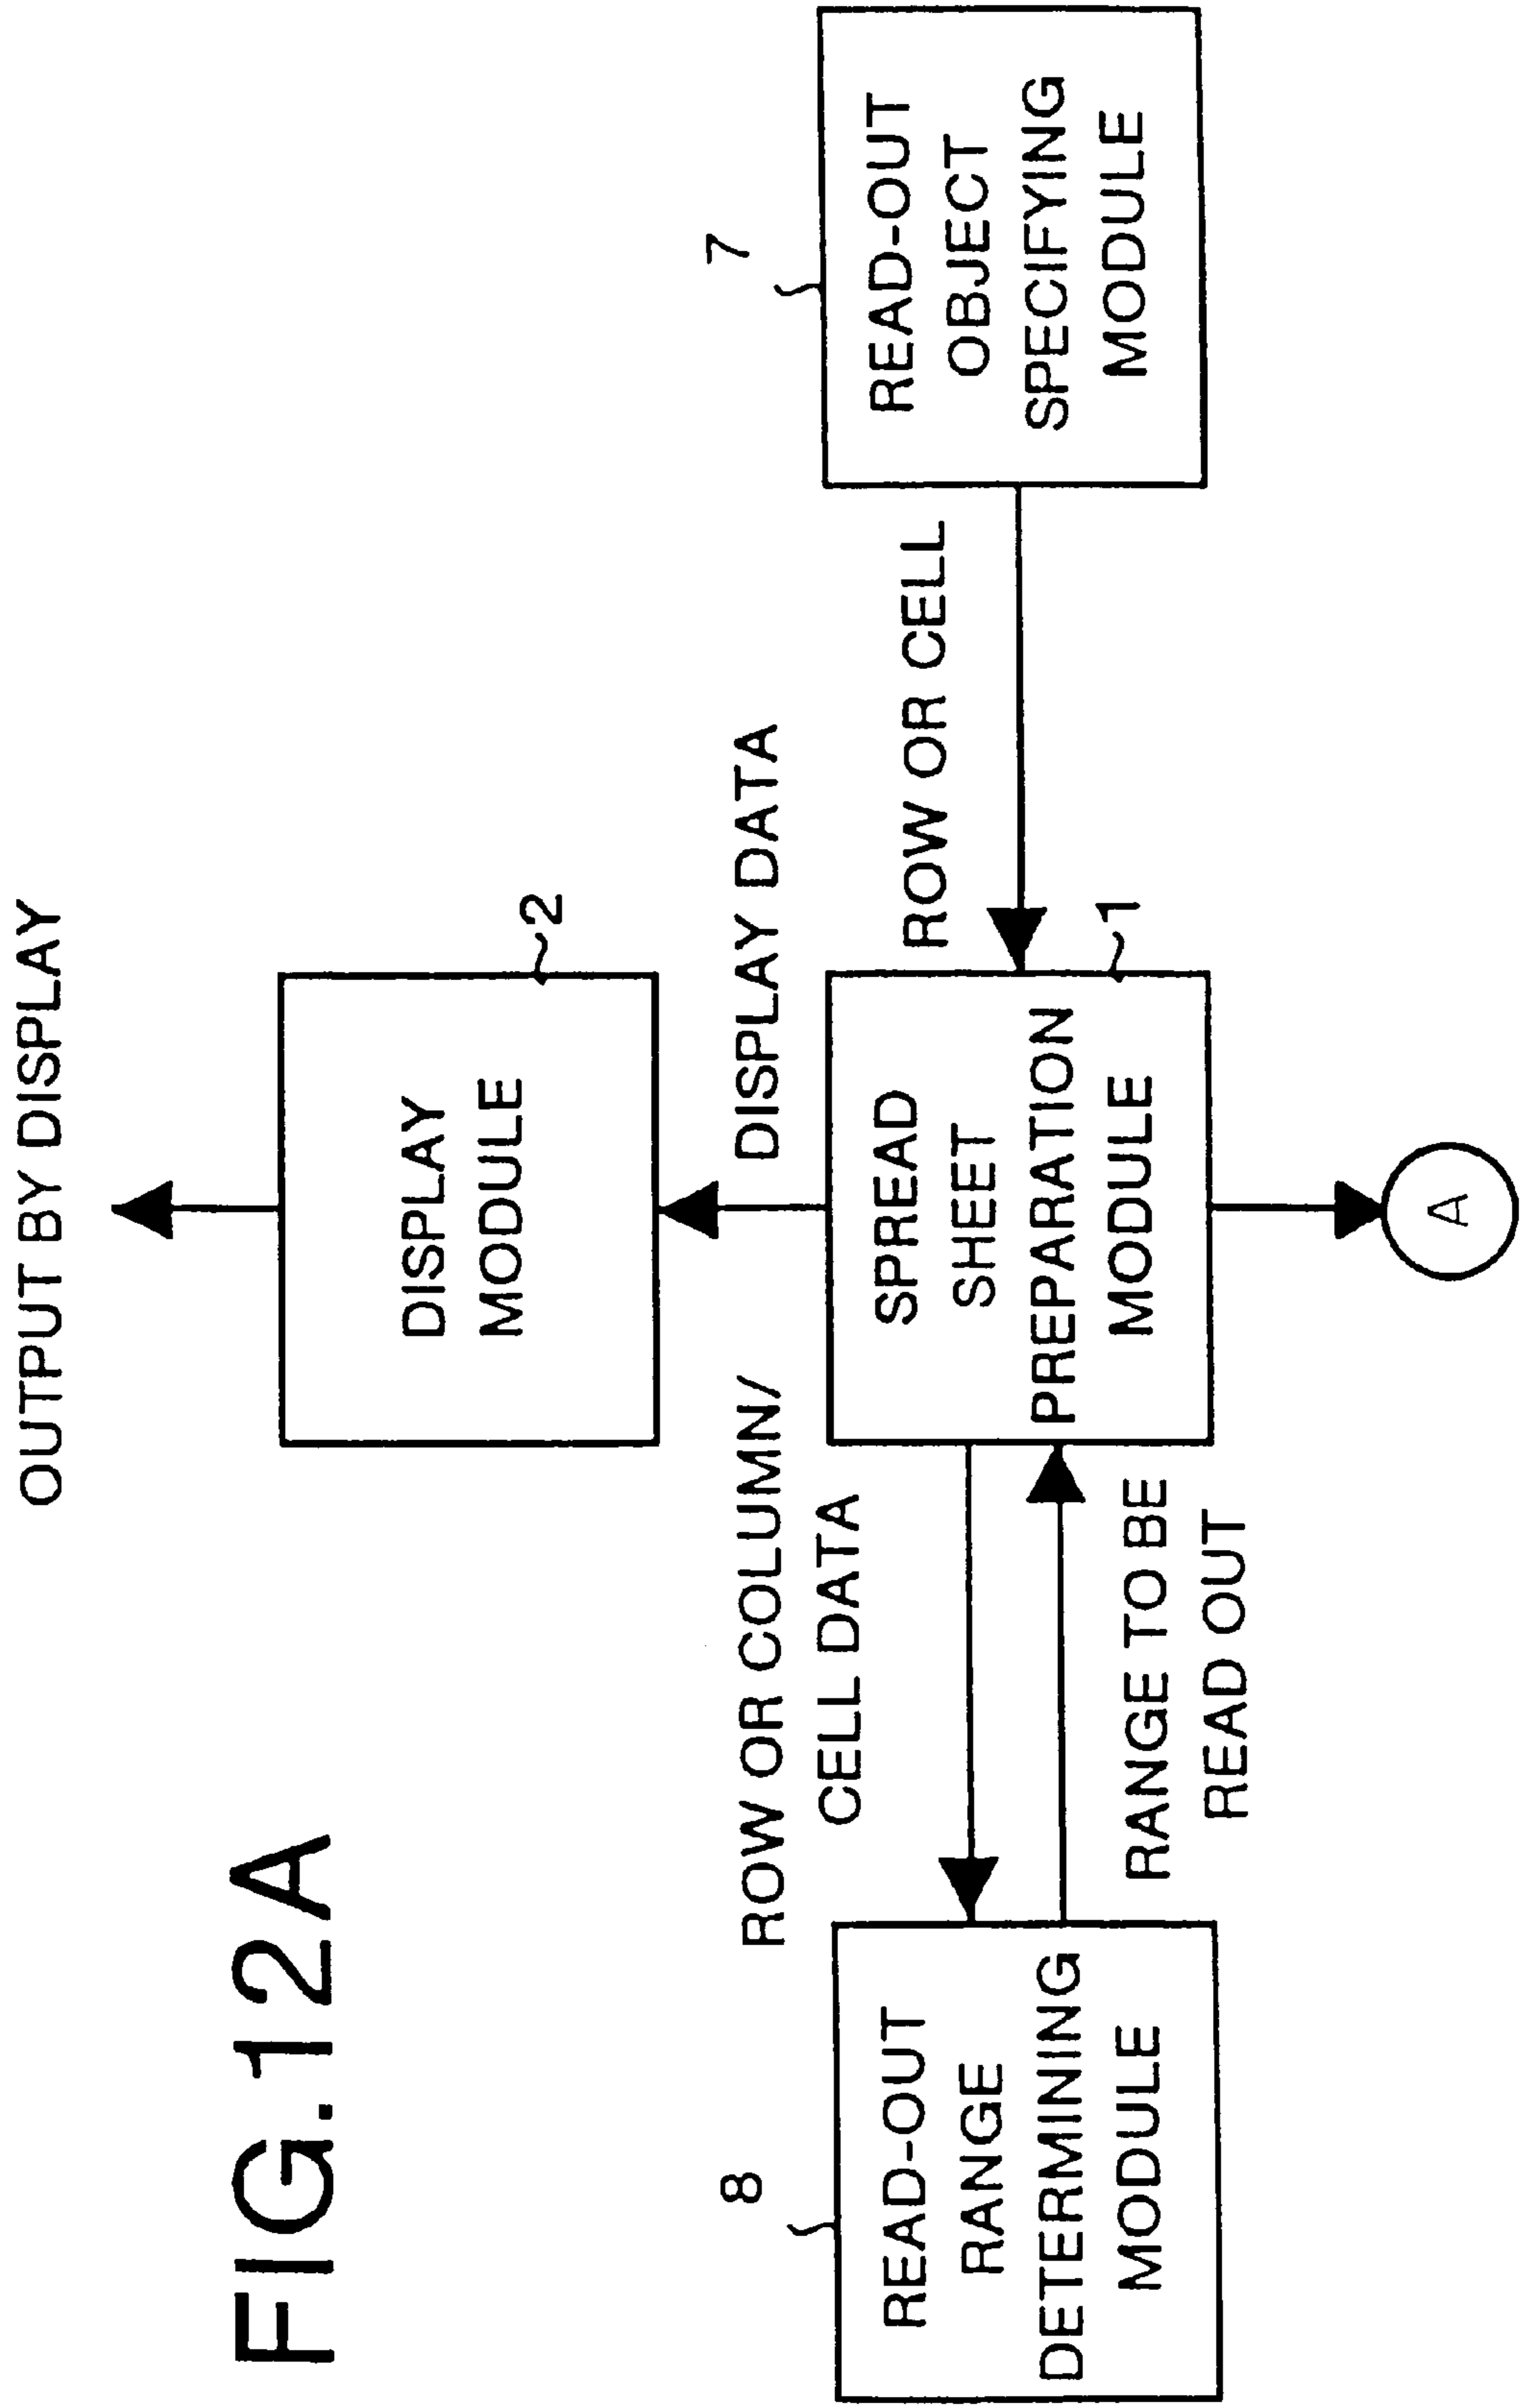 FIG.12A
OUTPUT BY DISPLAY
DISPLAY
MODULE
2
ROW OR COLUMN/
CELL DATA
DISPLAY DATA
8
READ-OUT
RANGE
DETERMINING
MODULE
RANGE TO BE
READ OUT
SPREAD
SHEET
PREPARATION
MODULE
1
ROW OR CELL
7
READ-OUT
OBJECT
SPECIFYING
MODULE
A